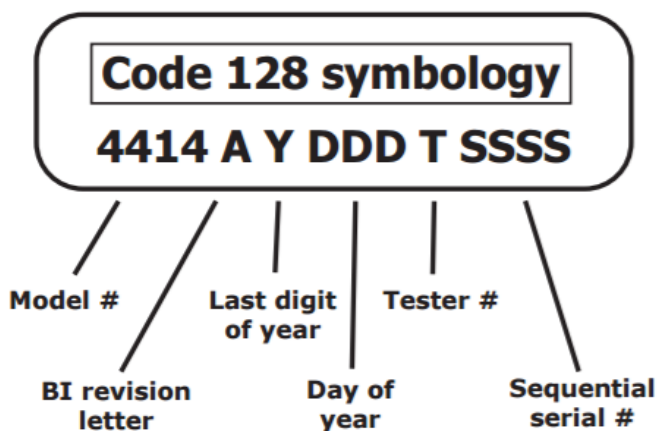 Code 128 symbology
4414 A Y DDD T SSSS
Model #
Last digit
of year
Tester #
BI revision
letter
Day of
year
Sequential
serial #